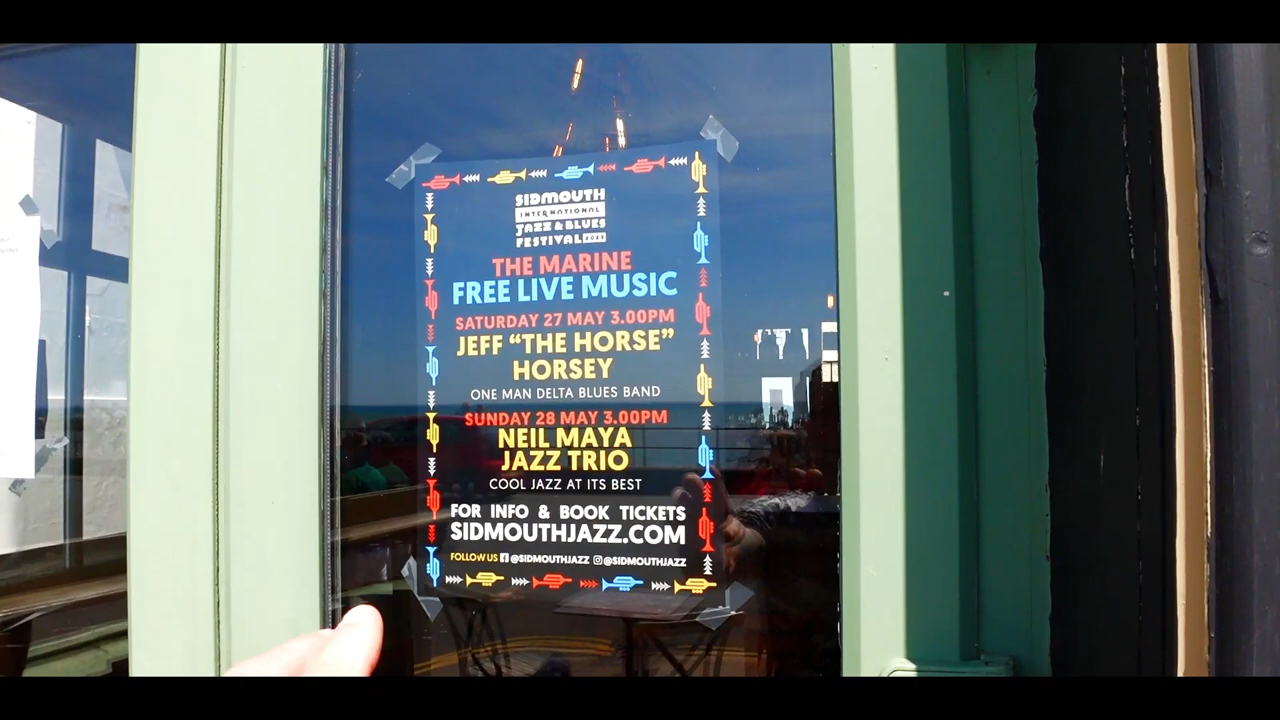 SIDMOUTH
INTERNATIONAL
JAZZ & BLUES
FESTIVAL 2023
THE MARINE
FREE LIVE MUSIC
SATURDAY 27 MAY 3.00PM
JEFF “THE HORSE”
HORSEY
ONE MAN DELTA BLUES BAND
SUNDAY 28 MAY 3.00PM
NEIL MAYA
JAZZ TRIO
COOL JAZZ AT ITS BEST
FOR INFO & BOOK TICKETS
SIDMOUTHJAZZ.COM
FOLLOW US @SIDMOUTHJAZZ @SIDMOUTHJAZZ